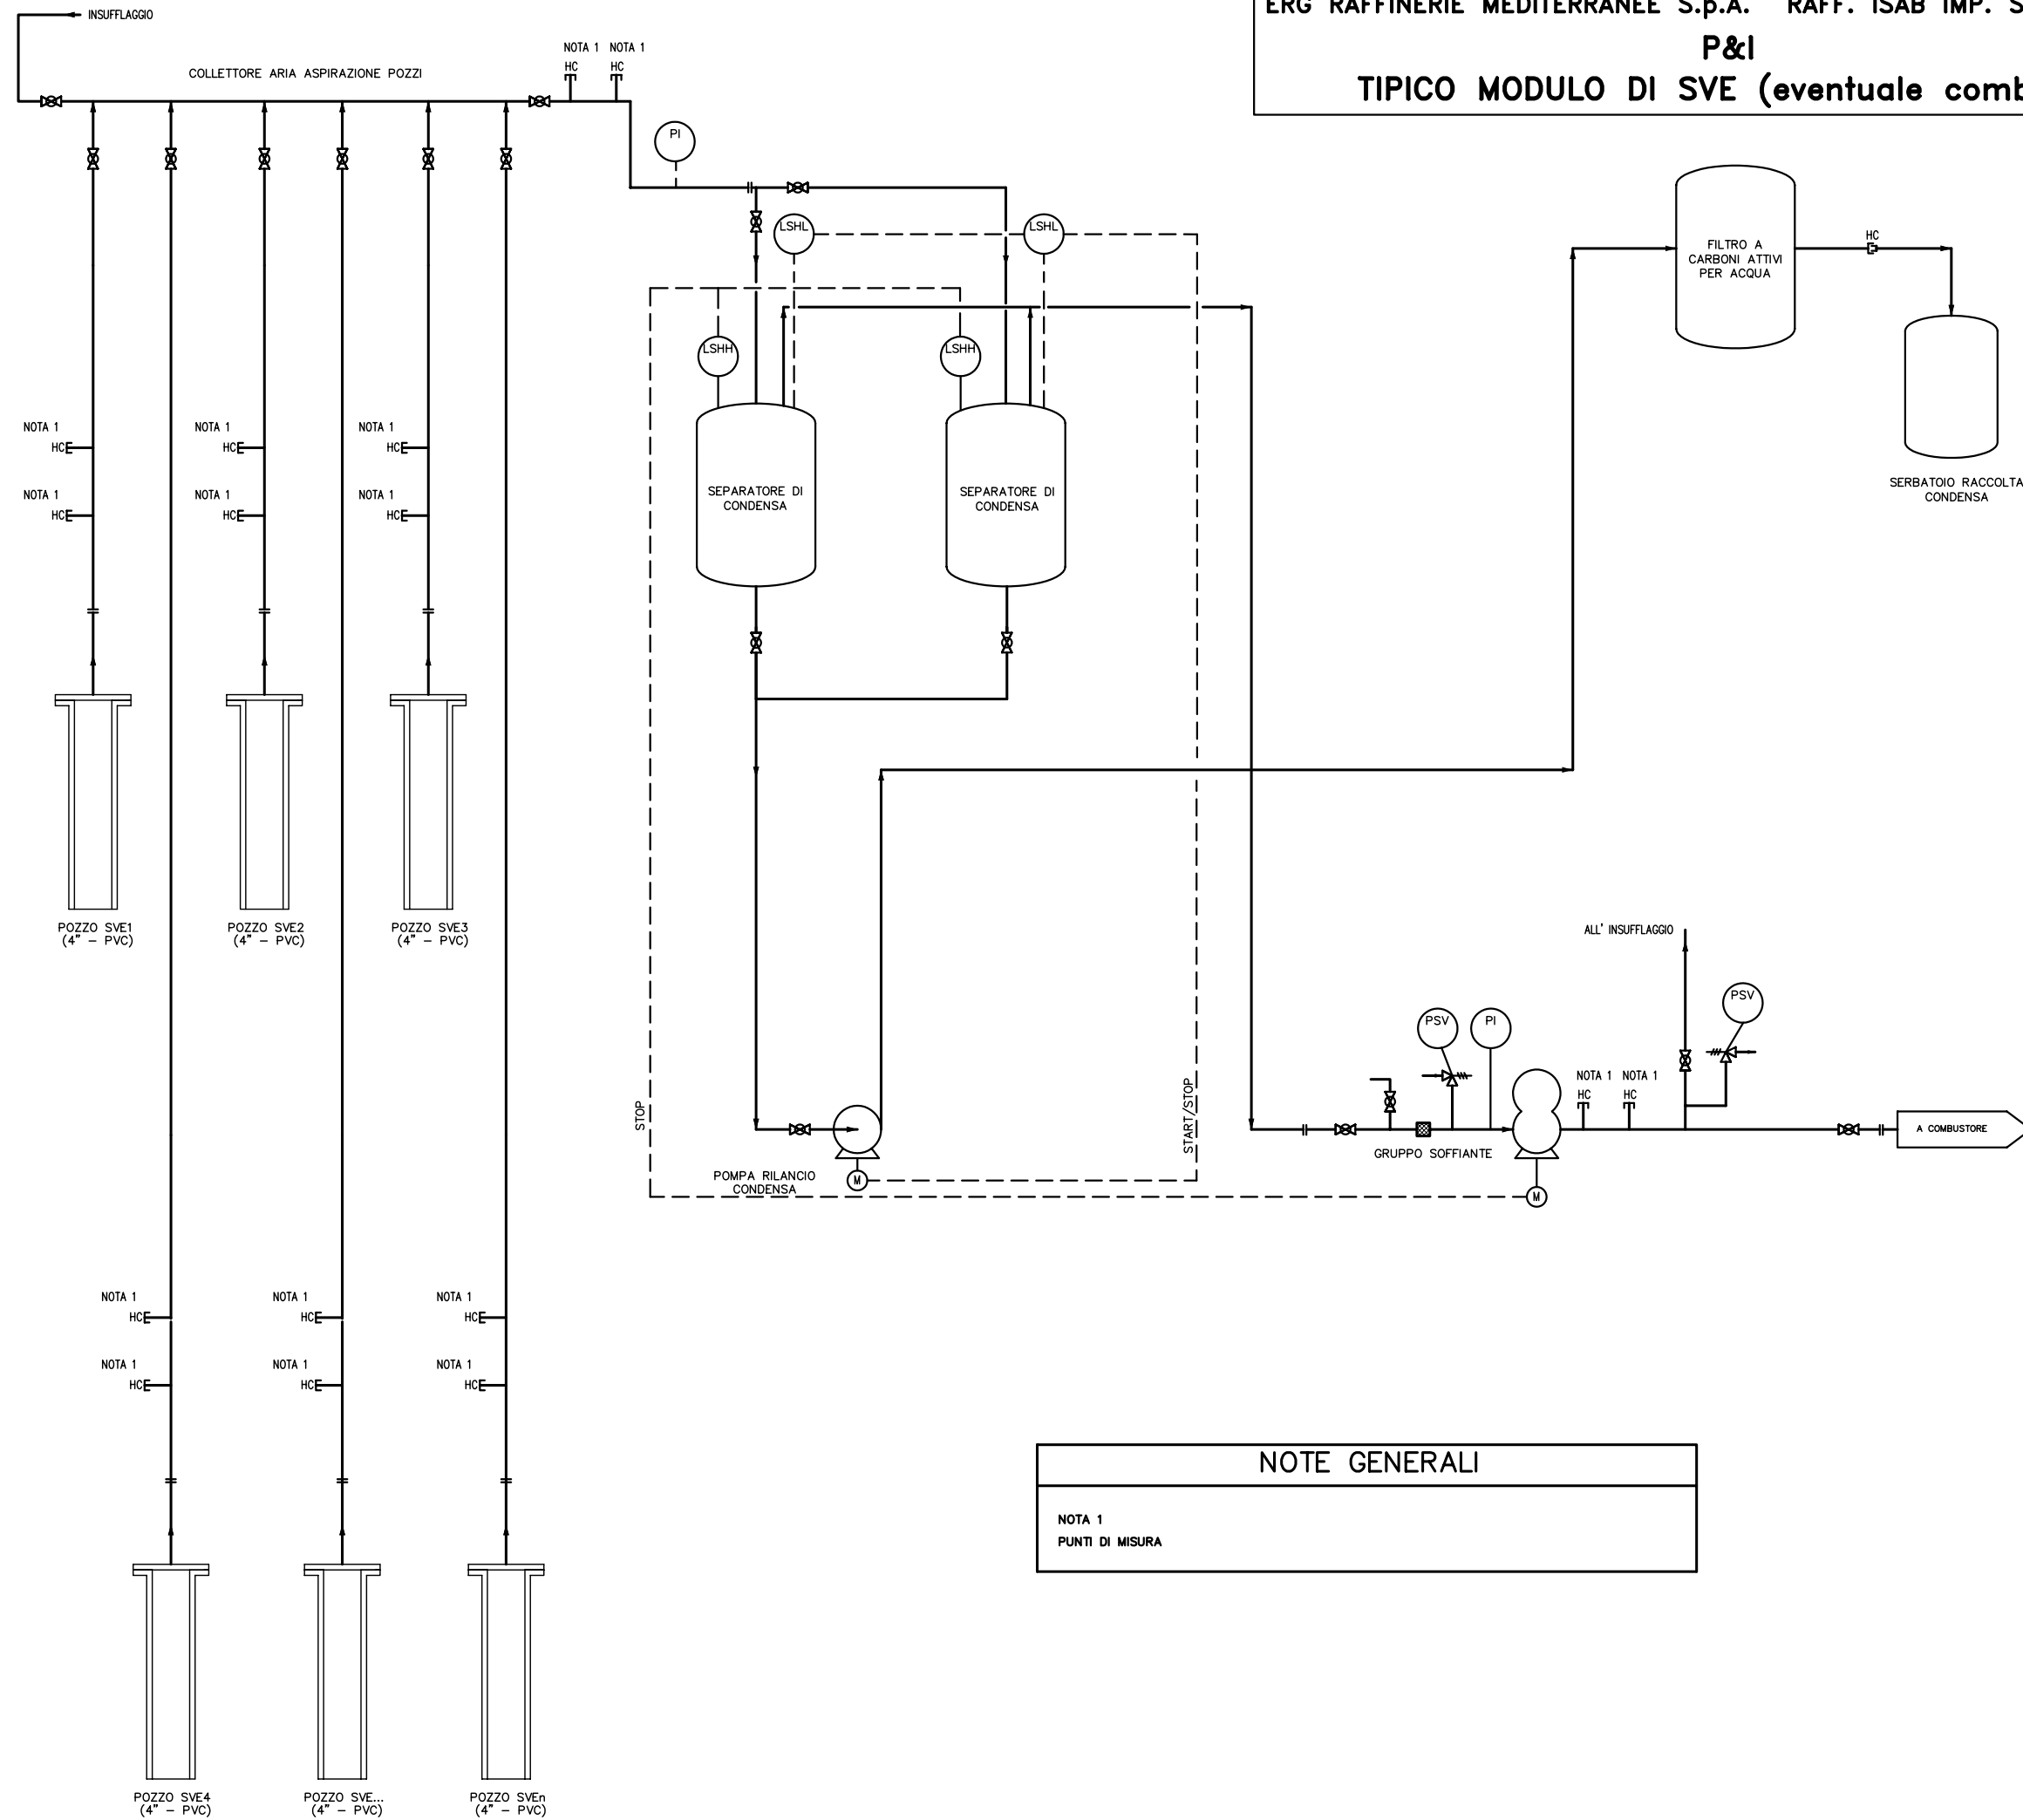 INSUFFLAGGIO
ERG RAFFINERIE MEDITERRANEE S.p.A. RAFF. ISAB IMP. S
P&I
TIPICO MODULO DI SVE (eventuale comb
NOTA 1 NOTA 1
HC HC
COLLETTORE ARIA ASPIRAZIONE POZZI
PI
LSHL LSHL
LSHH LSHH
FILTRO A
CARBONI ATTIVI
PER ACQUA
HC
SERBATOIO RACCOLTA
CONDENSA
NOTA 1 NOTA 1 NOTA 1
HC HC HC
NOTA 1 NOTA 1 NOTA 1
HC HC HC
SEPARATORE DI
CONDENSA
SEPARATORE DI
CONDENSA
POZZO SVE1
(4" - PVC)
POZZO SVE2
(4" - PVC)
POZZO SVE3
(4" - PVC)
ALL' INSUFFLAGGIO
PSV
PSV PI
STOP
START/STOP
NOTA 1 NOTA 1
HC HC
A COMBUSTORE
GRUPPO SOFFIANTE
POMPA RILANCIO
CONDENSA
M
M
NOTA 1 NOTA 1 NOTA 1
HC HC HC
NOTA 1 NOTA 1 NOTA 1
HC HC HC
NOTE GENERALI
NOTA 1
PUNTI DI MISURA
POZZO SVE4
(4" - PVC)
POZZO SVE...
(4" - PVC)
POZZO SVEn
(4" - PVC)